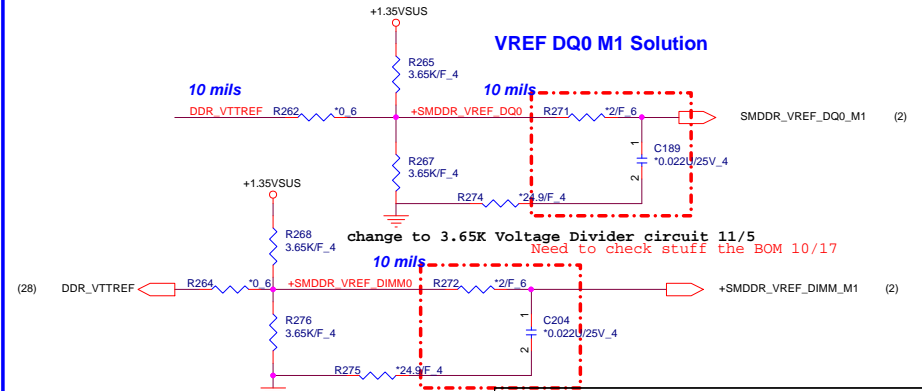 +1.35VSUS
VREF DQ0 M1 Solution
R265
3.65K/F_4
10 mils
10 mils
DDR_VTTREF R262 *0_6 +SMDDR_VREF_DQ0 R271 *2/F_6 SMDDR_VREF_DQ0_M1 (2)
1
C189
*0.022U/25V_4
2
R267
3.65K/F_4
R274 *24.9/F_4
+1.35VSUS
change to 3.65K Voltage Divider circuit 11/5
Need to check stuff the BOM 10/17
R268
3.65K/F_4
10 mils
(28) DDR_VTTREF R264 *0_6 +SMDDR_VREF_DIMM0 R272 *2/F_6 +SMDDR_VREF_DIMM_M1 (2)
1
C204
*0.022U/25V_4
2
R276
3.65K/F_4
R275 *24.9/F_4